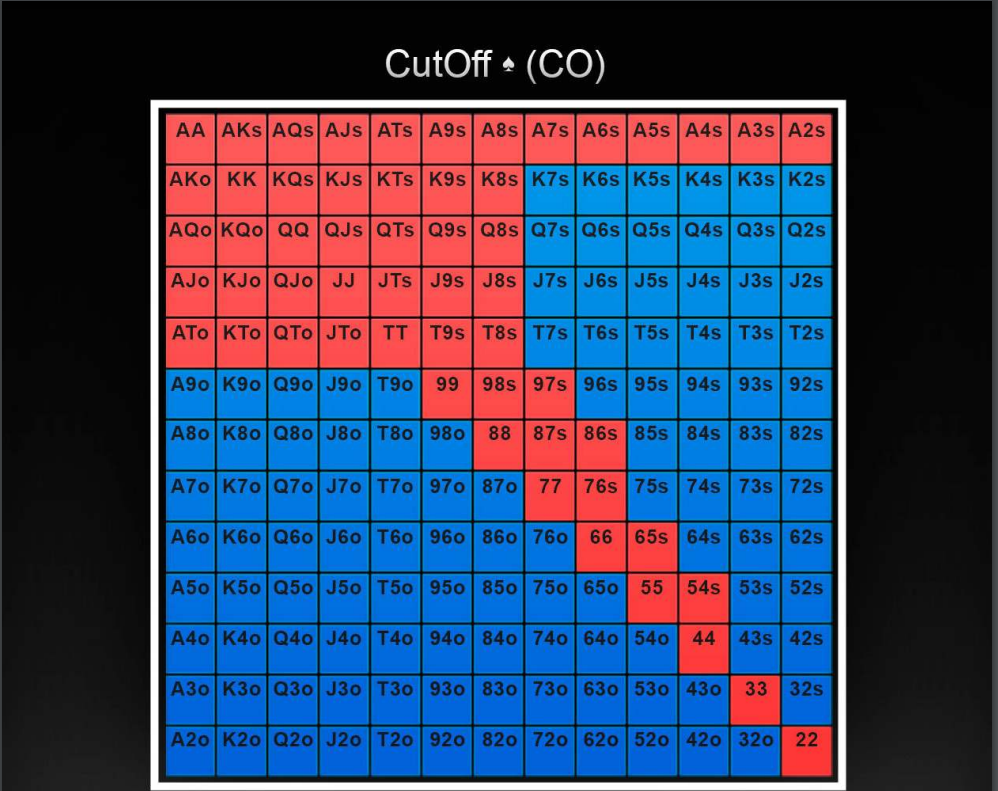 CutOff ♠ (CO)
AA AKs AQs AJs ATs A9s A8s A7s A6s A5s A4s A3s A2s
AKo KK KQs KJs KTs K9s K8s K7s K6s K5s K4s K3s K2s
AQo KQo QQ QJs QTs Q9s Q8s Q7s Q6s Q5s Q4s Q3s Q2s
AJo KJo QJo JJ JTs J9s J8s J7s J6s J5s J4s J3s J2s
ATo KTo QTo JTo TT T9s T8s T7s T6s T5s T4s T3s T2s
A9o K9o Q9o J9o T9o 99 98s 97s 96s 95s 94s 93s 92s
A8o K8o Q8o J8o T8o 98o 88 87s 86s 85s 84s 83s 82s
A7o K7o Q7o J7o T7o 97o 87o 77 76s 75s 74s 73s 72s
A6o K6o Q6o J6o T6o 96o 86o 76o 66 65s 64s 63s 62s
A5o K5o Q5o J5o T5o 95o 85o 75o 65o 55 54s 53s 52s
A4o K4o Q4o J4o T4o 94o 84o 74o 64o 54o 44 43s 42s
A3o K3o Q3o J3o T3o 93o 83o 73o 63o 53o 43o 33 32s
A2o K2o Q2o J2o T2o 92o 82o 72o 62o 52o 42o 32o 22